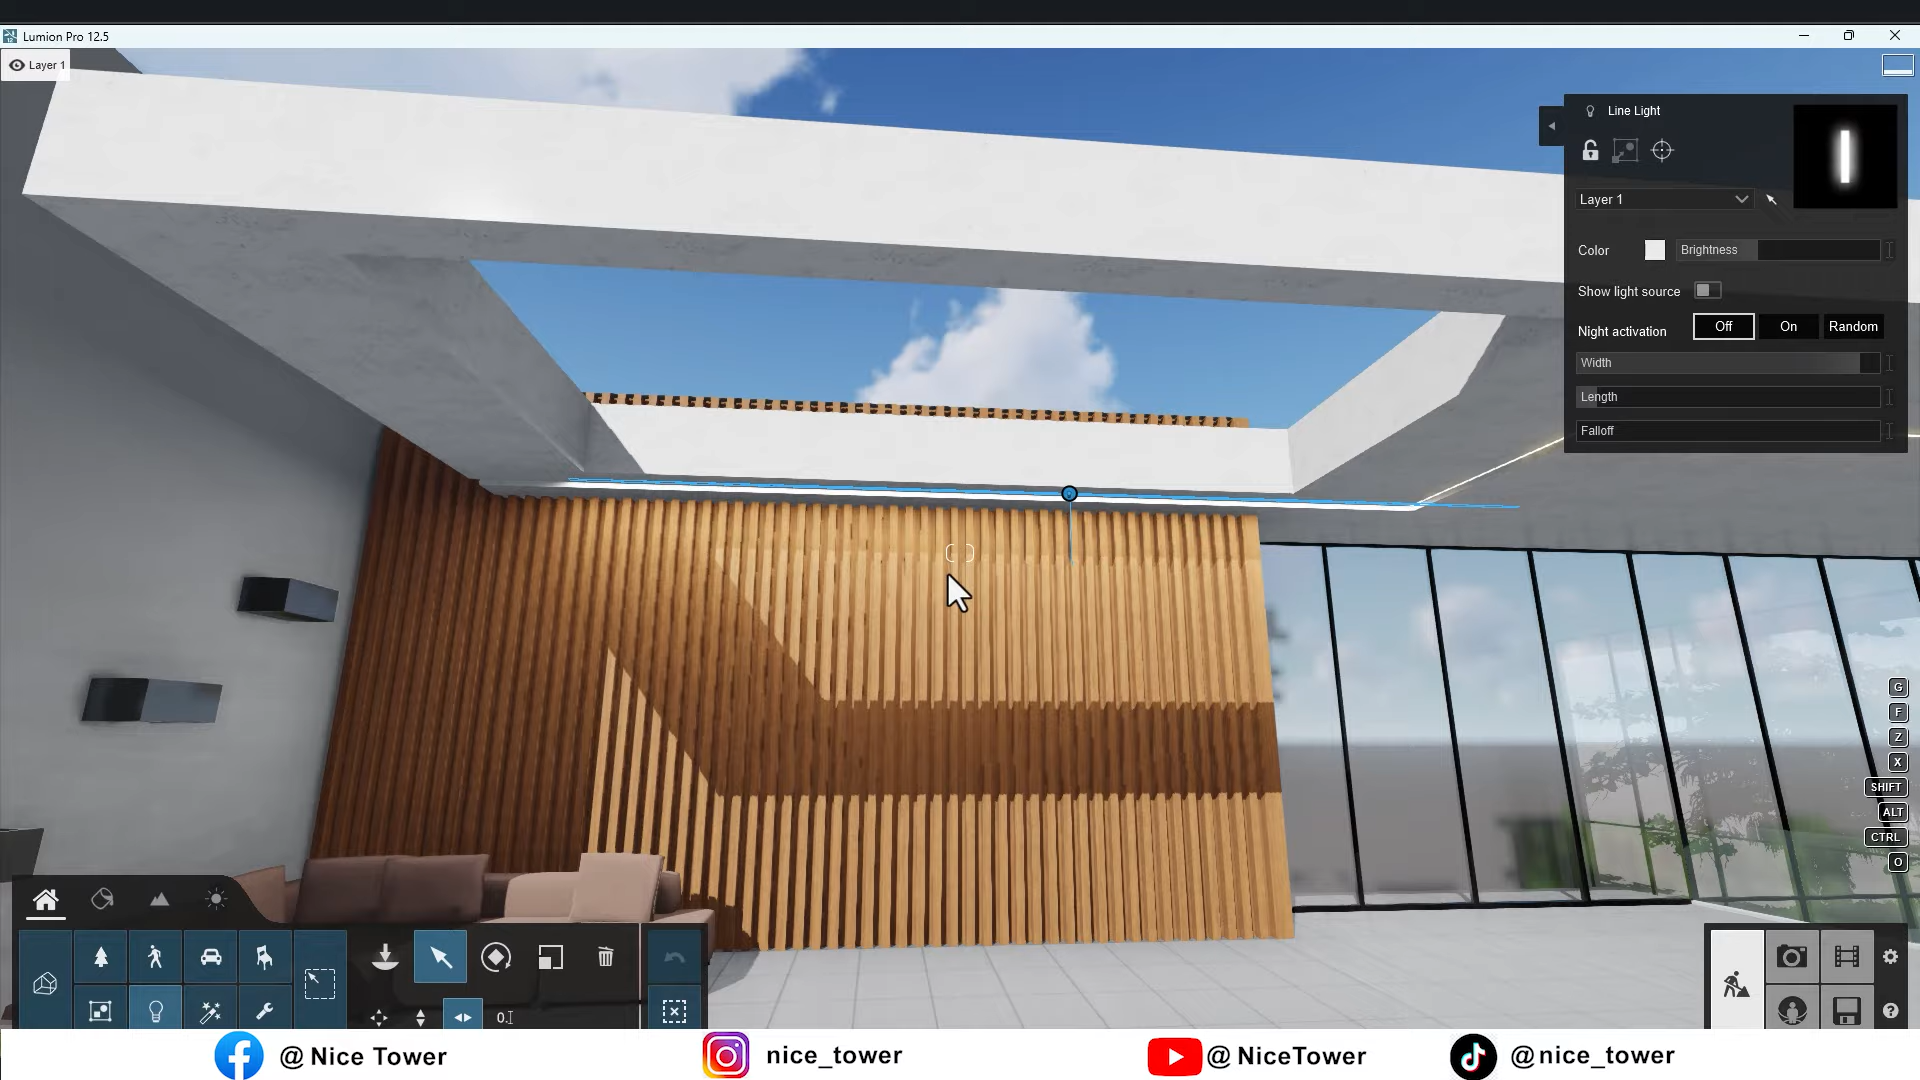 Lumion Pro 12.5
Layer 1
Line Light
Layer 1
Color
Brightness
Show light source
Night activation
Off
On
Random
Width
Length
Falloff
G
F
Z
X
SHIFT
ALT
CTRL
O
0.
@ Nice Tower
nice_tower
@ NiceTower
@nice_tower